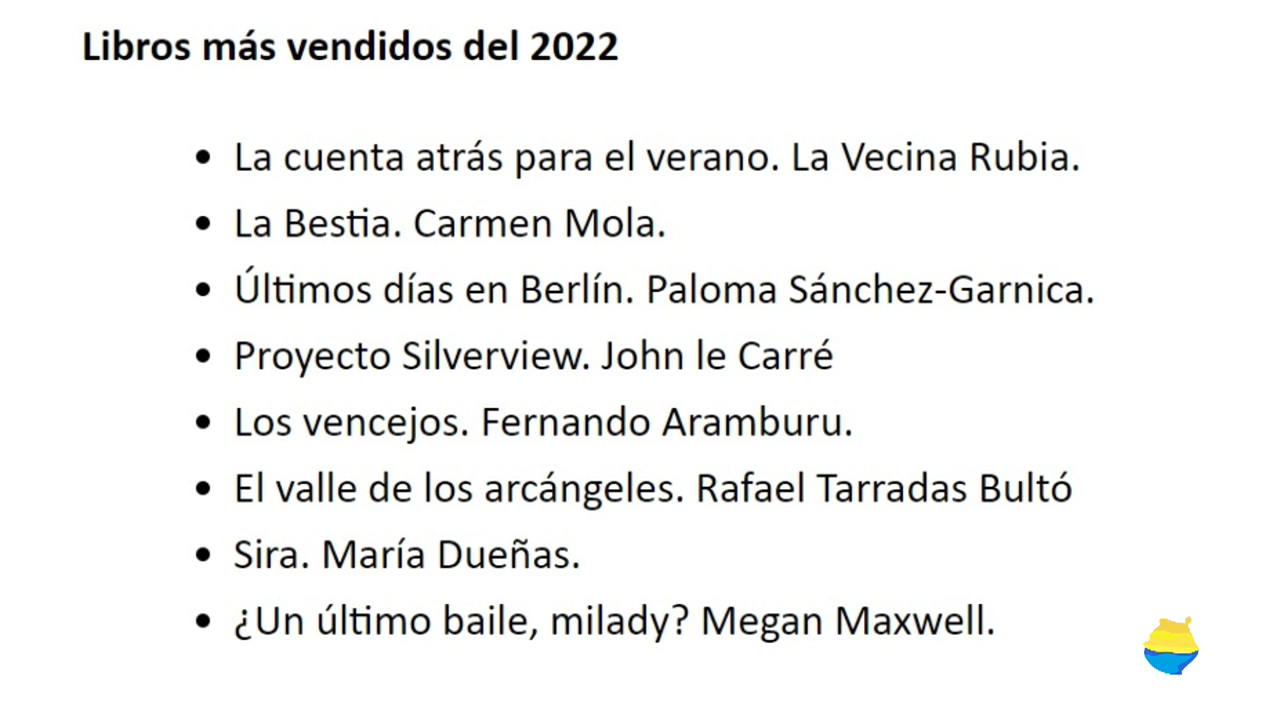 Libros más vendidos del 2022
• La cuenta atrás para el verano. La Vecina Rubia.
• La Bestia. Carmen Mola.
• Últimos días en Berlín. Paloma Sánchez-Garnica.
• Proyecto Silverview. John le Carré
• Los vencejos. Fernando Aramburu.
• El valle de los arcángeles. Rafael Tarradas Bultó
• Sira. María Dueñas.
• ¿Un último baile, milady? Megan Maxwell.